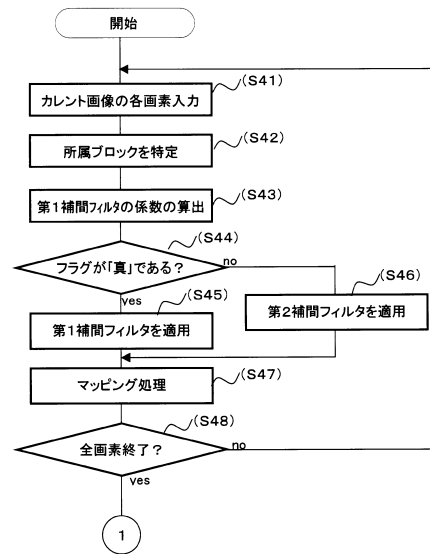 開始
(S41)
カレント画像の各画素入力
(S42)
所属ブロックを特定
(S43)
第1補間フィルタの係数の算出
(S44)
フラグが「真」である?
no
yes
(S45)
第1補間フィルタを適用
(S46)
第2補間フィルタを適用
(S47)
マッピング処理
(S48)
全画素終了?
no
yes
1